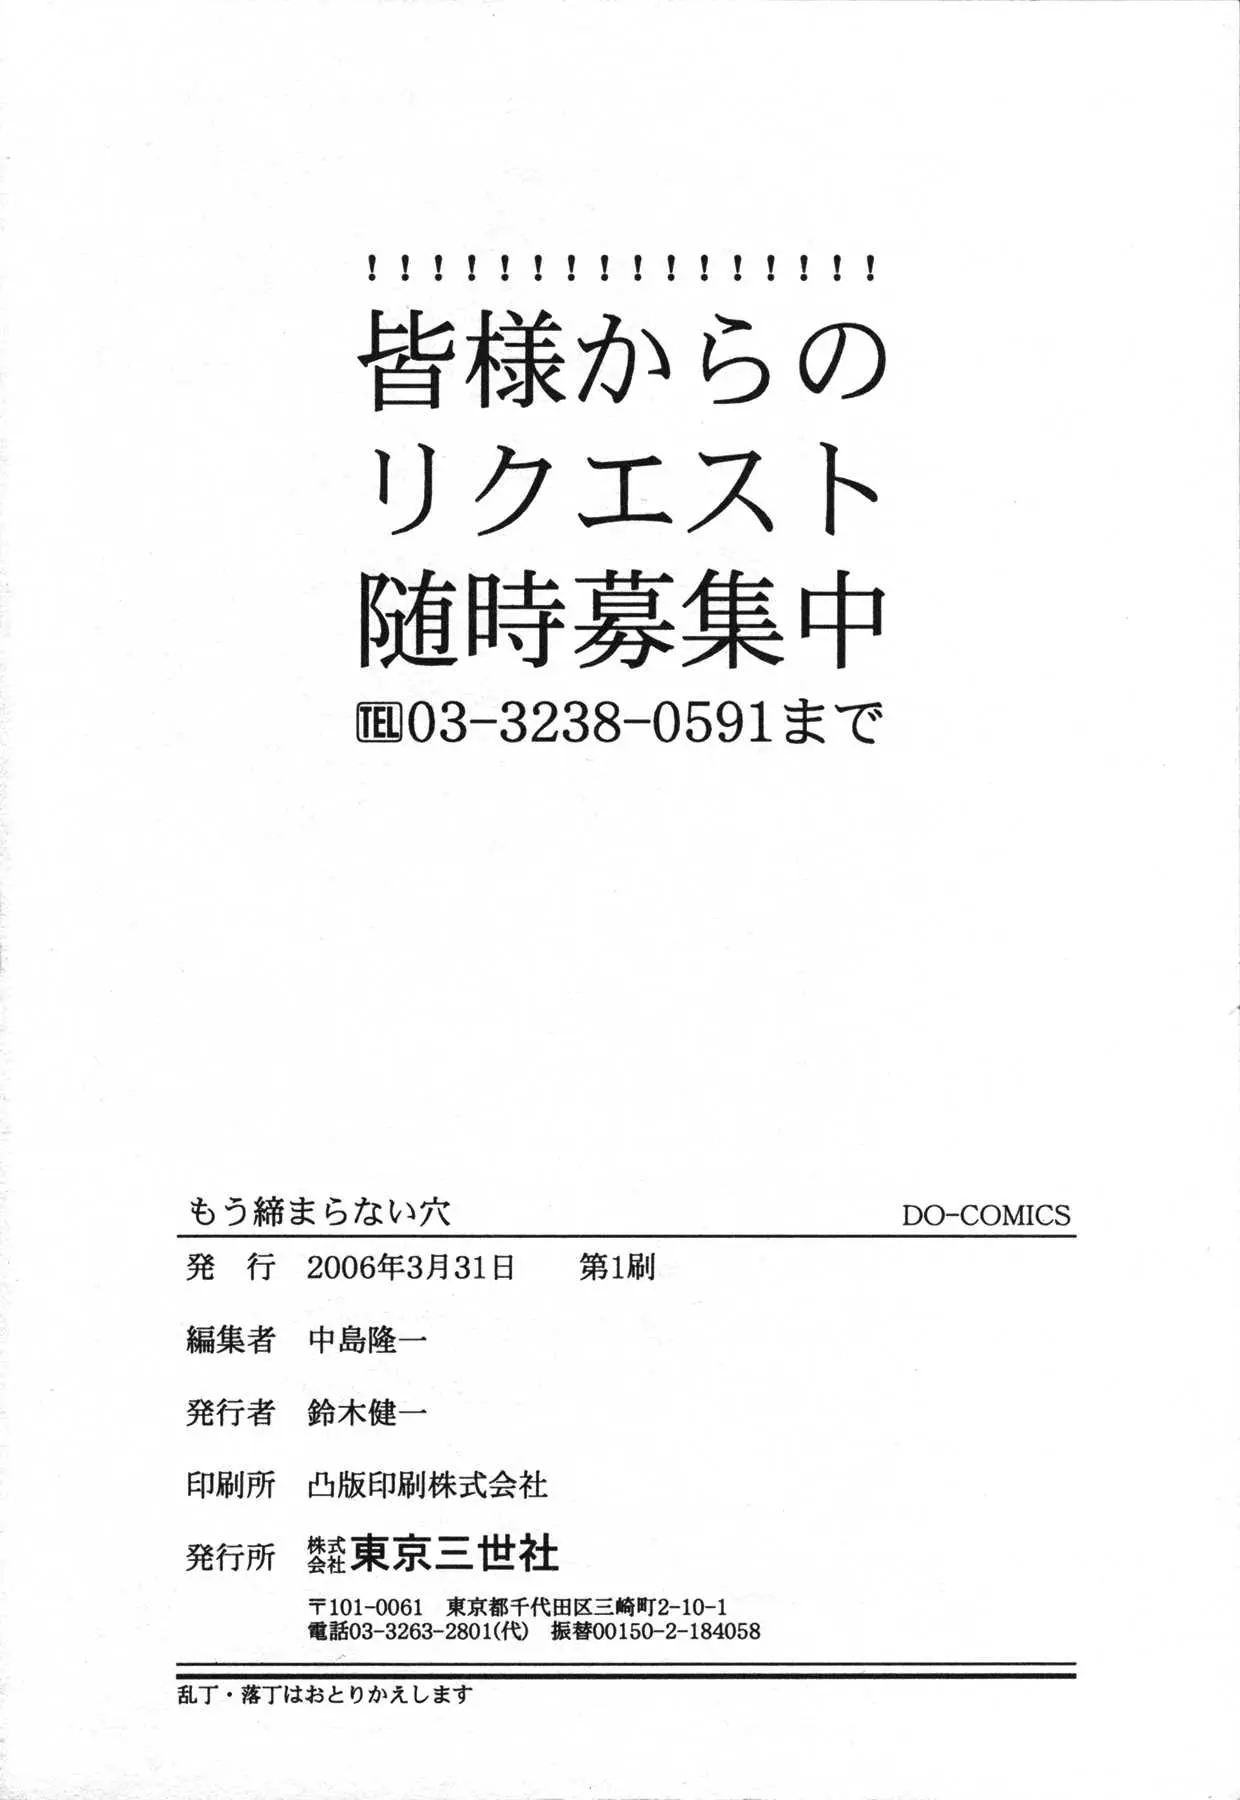 !!!!!!!!!!!!!!!!
皆様からの
リクエスト
随時募集中
TEL03-3238-0591まで
もう締まらない穴 DO-COMICS
発 行 2006年3月31日 第1刷
編集者 中島隆一
発行者 鈴木健一
印刷所 凸版印刷株式会社
発行所 株式会社東京三世社
〒101-0061 東京都千代田区三崎町2-10-1
電話03-3263-2801(代) 振替00150-2-184058
乱丁・落丁はおとりかえします